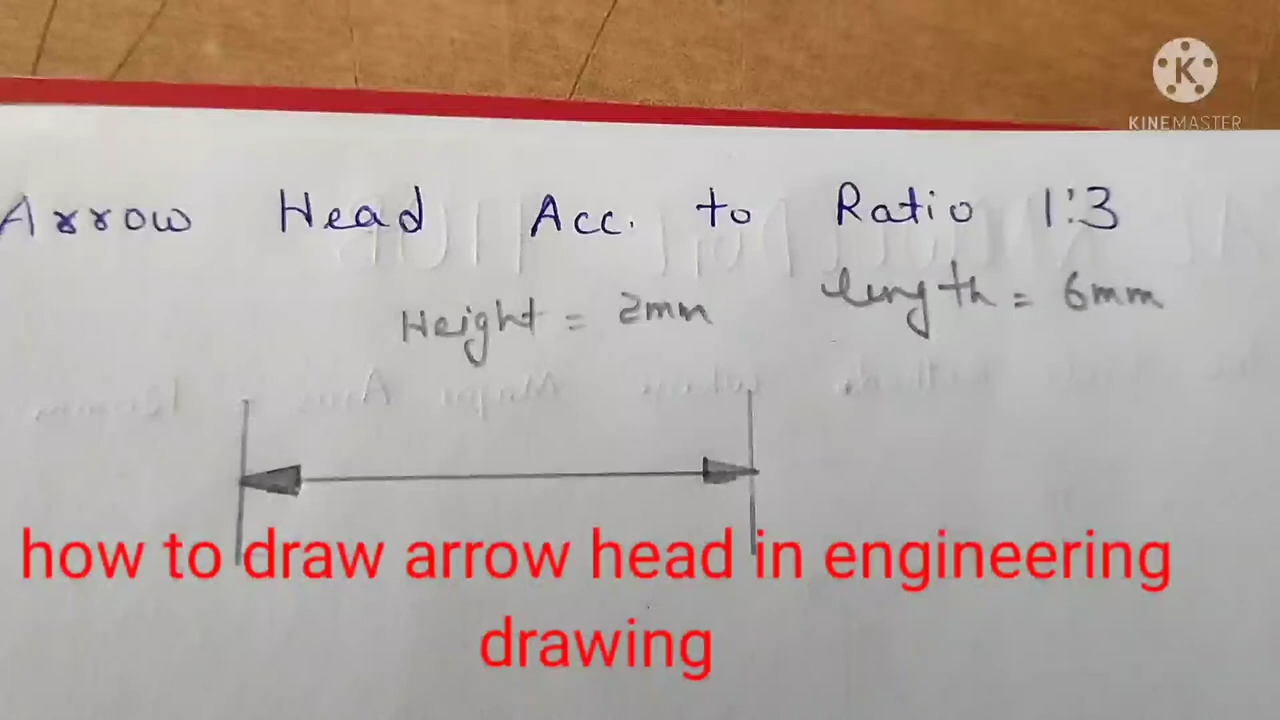 K
KINEMASTER
Arrow Head Acc. to Ratio 1:3
Height = 2mm length = 6mm
how to draw arrow head in engineering
drawing